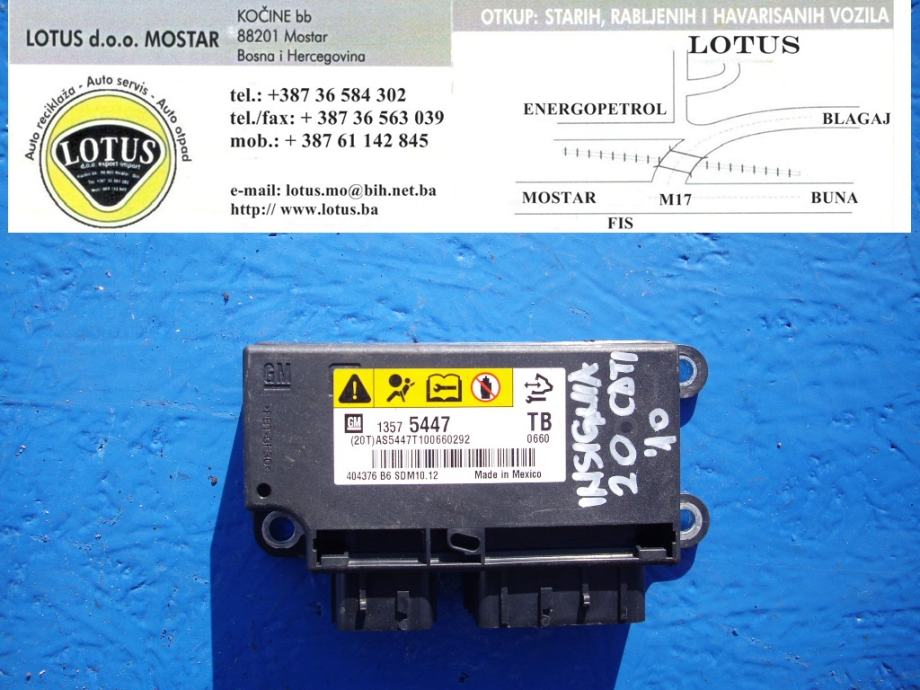 LOTUS d.o.o. MOSTAR
KOČINE bb
88201 Mostar
Bosna i Hercegovina
Auto reciklaža - Auto servis - Auto otpad
LOTUS
d.o.o. export-import
tel.: +387 36 584 302
tel./fax: + 387 36 563 039
mob.: + 387 61 142 845
e-mail: lotus.mo@bih.net.ba
http// www.lotus.ba
OTKUP: STARIH, RABLJENIH I HAVARISANIH VOZILA
LOTUS
ENERGOPETROL
BLAGAJ
MOSTAR
M17
BUNA
FIS
GM
GM
1357 5447
TB
(20T)AS5447T100660292
0660
404376 B6 SDM10.12
Made in Mexico
INSIGNIA
2.0 CDTI
'10